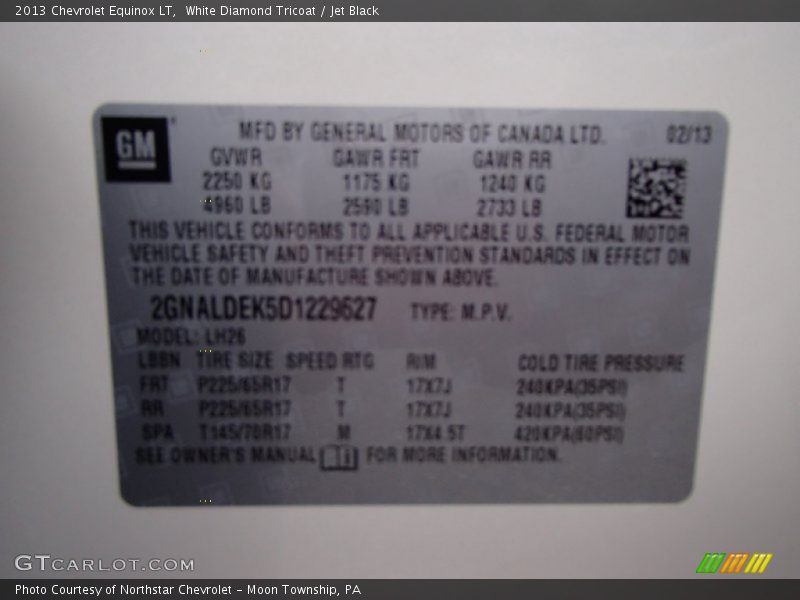 2013 Chevrolet Equinox LT,  White Diamond Tricoat / Jet Black
GM
MFD BY GENERAL MOTORS OF CANADA LTD. 02/13
GVWR GAWR FRT GAWR RR
2250 KG 1175 KG 1240 KG
4960 LB 2590 LB 2733 LB
THIS VEHICLE CONFORMS TO ALL APPLICABLE U.S. FEDERAL MOTOR
VEHICLE SAFETY AND THEFT PREVENTION STANDARDS IN EFFECT ON
THE DATE OF MANUFACTURE SHOWN ABOVE.
2GNALDEK5D1229627 TYPE: M.P.V.
MODEL: LH26
TIRE SIZE SPEED RTG RIM COLD TIRE PRESSURE
FRT P225/65R17 T 17X7J 240KPA(35PSI)
RR P225/65R17 T 17X7J 240KPA(35PSI)
SPA T145/70R17 M 17X4.5T 420KPA(60PSI)
SEE OWNER'S MANUAL FOR MORE INFORMATION.
GTCARLOT.COM
Photo Courtesy of Northstar Chevrolet - Moon Township, PA